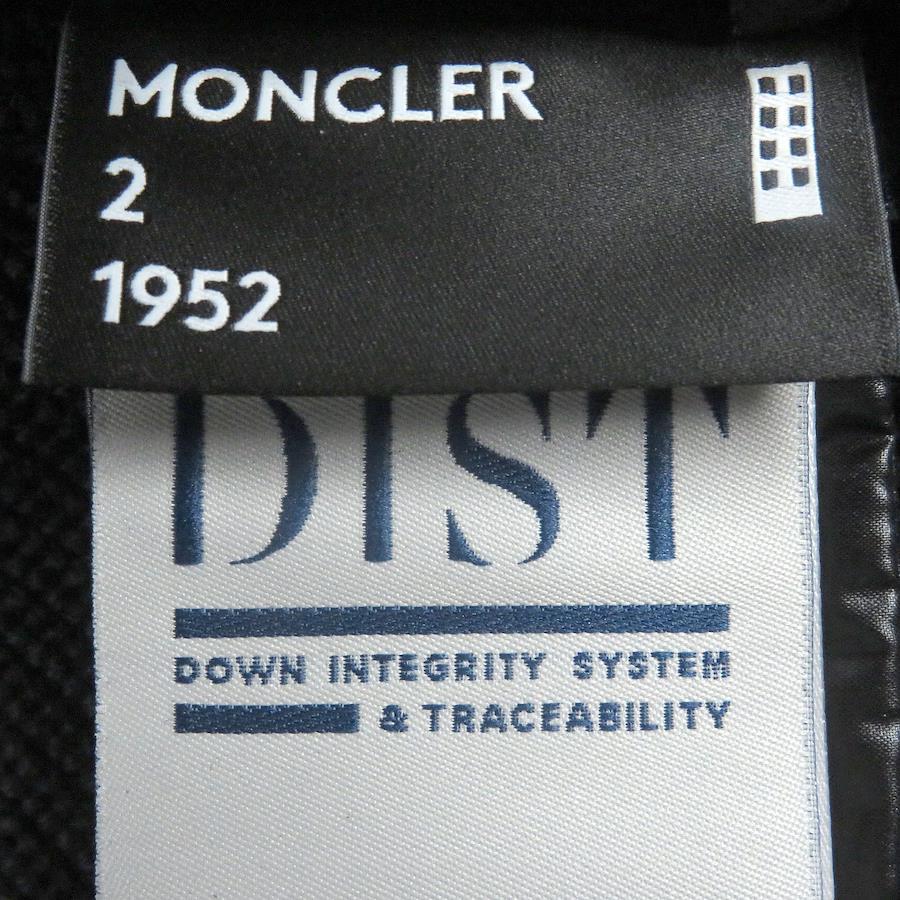 MONCLER
2
1952
DIST
DOWN INTEGRITY SYSTEM
& TRACEABILITY